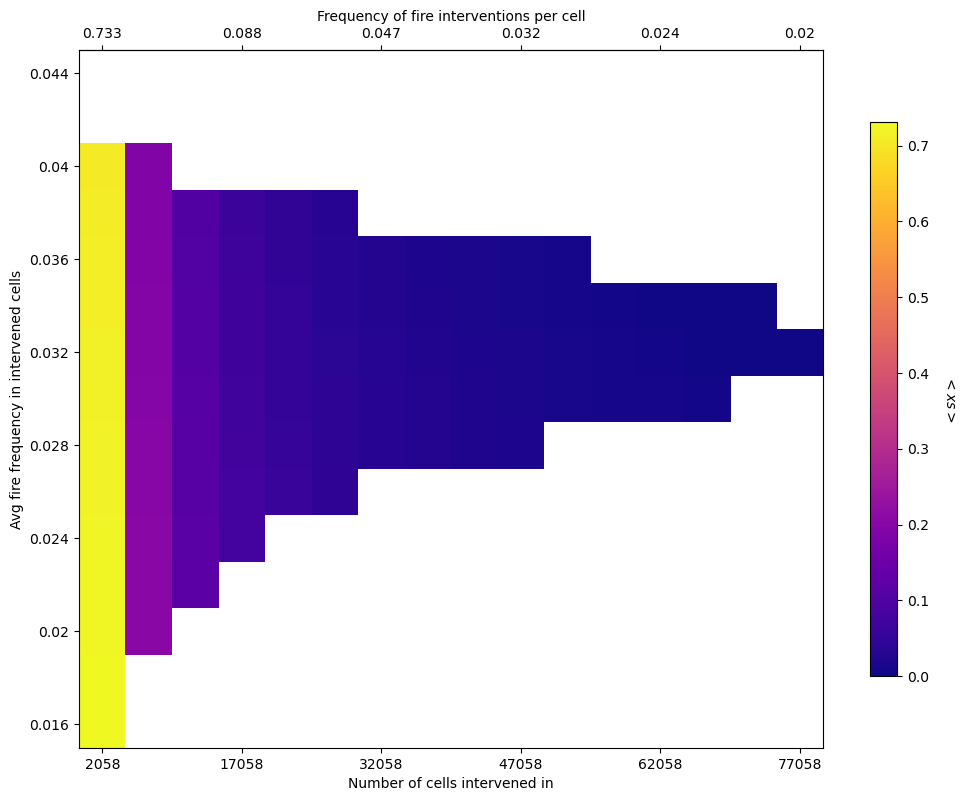 Frequency of fire interventions per cell
0.733 0.088 0.047 0.032 0.024 0.02
0.044
0.04
0.036
0.032
0.028
0.024
0.02
0.016
Avg fire frequency in intervened cells
2058 17058 32058 47058 62058 77058
Number of cells intervened in
0.7
0.6
0.5
0.4
0.3
0.2
0.1
0.0
<xs>